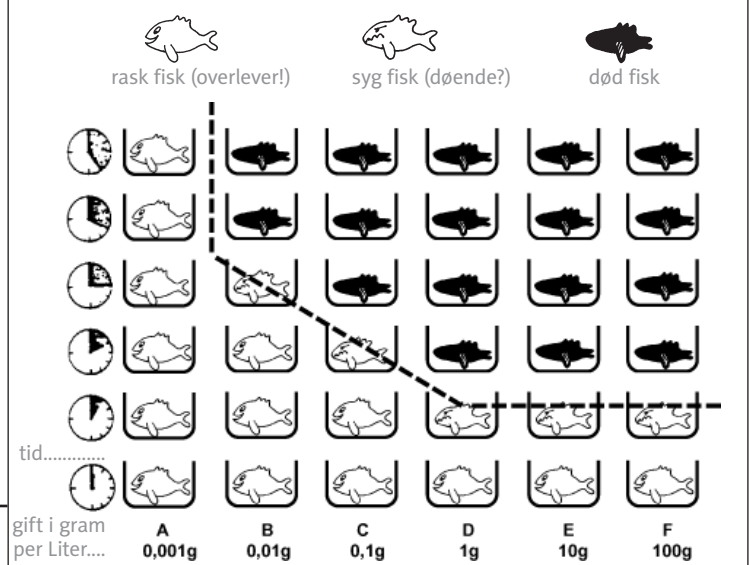 rask fisk (overlever!) syg fisk (døende?) død fisk
tid.............
gift i gram
per Liter....
A B C D E F
0,001g 0,01g 0,1g 1g 10g 100g